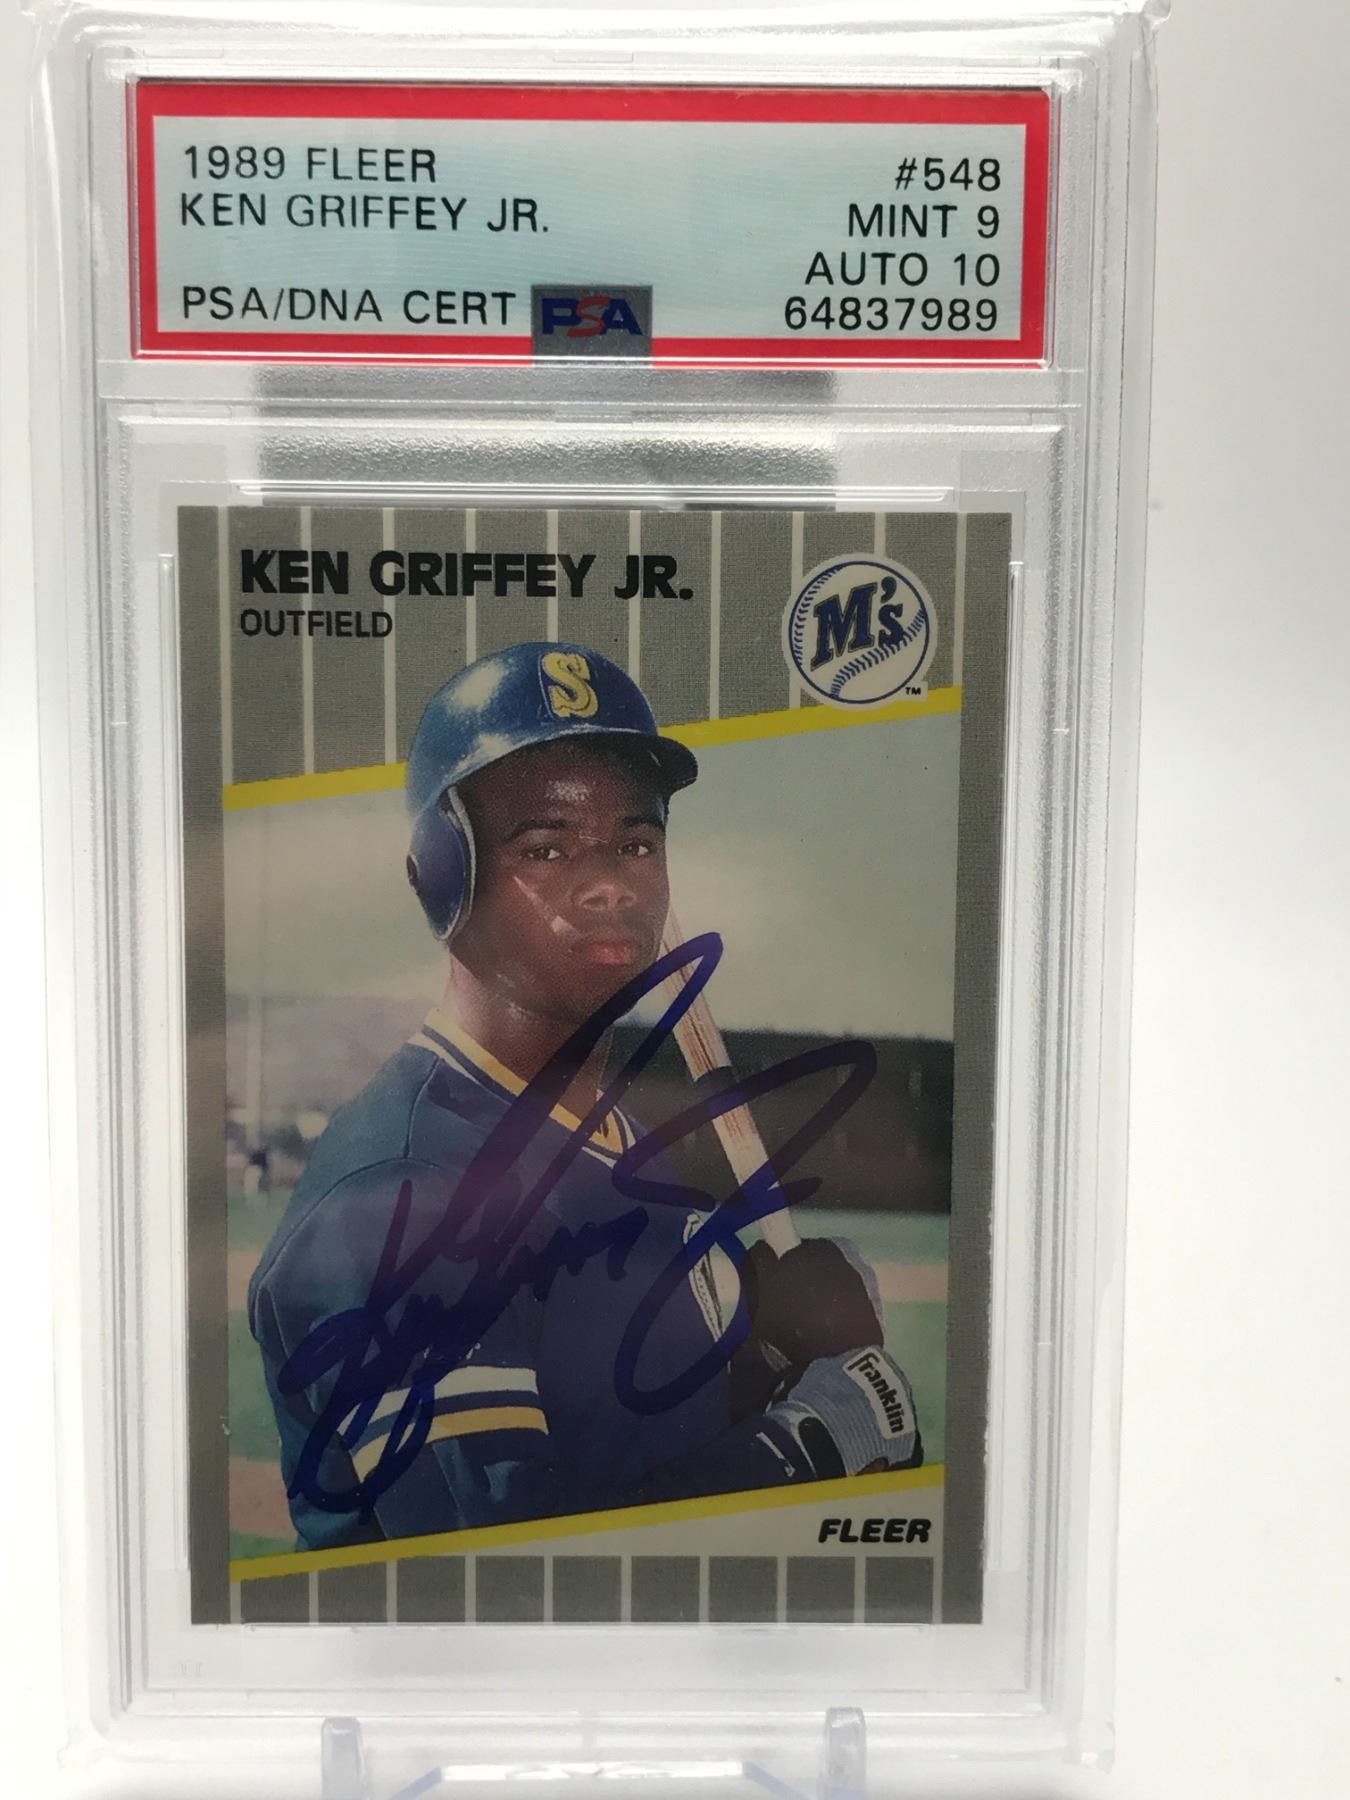 1989 FLEER #548
KEN GRIFFEY JR. MINT 9
AUTO 10
PSA/DNA CERT PSA 64837989
KEN GRIFFEY JR.
OUTFIELD
M's
TM
S
Franklin
FLEER